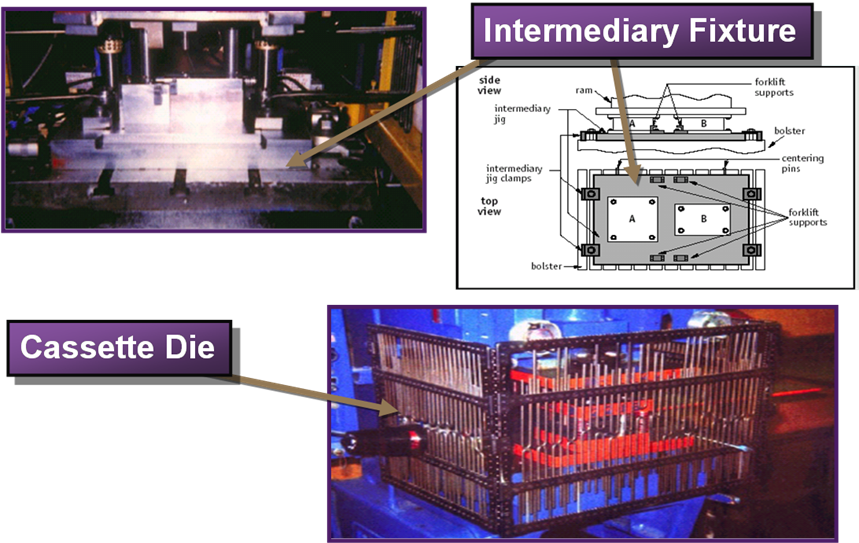 Intermediary Fixture
side
view
ram
forklift
supports
intermediary
jig
A
B
bolster
intermediary
jig clamps
centering
pins
top
view
A
B
forklift
supports
bolster
Cassette Die